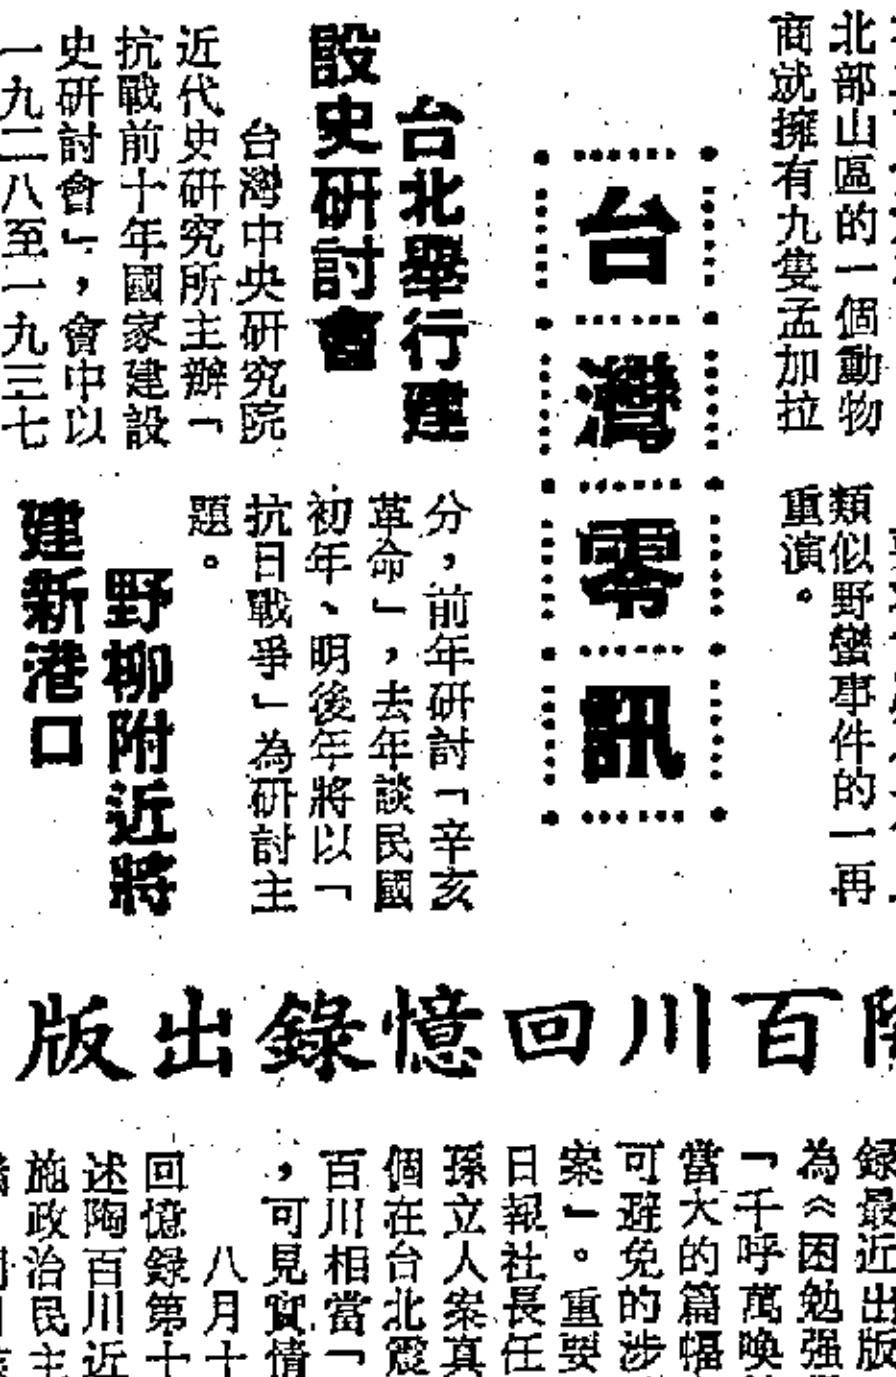 北部山區的一個動物
商就擁有九隻孟加拉
類似野蠻事件的一再
重演。
台灣零訊
台北舉行建
設史研討會
台灣中央研究院
近代史研究所主辦「
抗戰前十年國家建設
史研討會」，會中以
一九二八至一九三七
分，前年研討「辛亥
革命」，去年談民國
初年、明後年將以「
抗日戰爭」為研討主
題。
野柳附近將
建新港口
百川回憶錄出版
錄最近出版
為《困勉强
「千呼萬喚
當大的篇幅
可避免的涉
案」。重要
日報社長任
孫立人案真
個在台北震
百川相當「
，可見實情
八月十
回憶錄第十
述陶百川近
施政治民主